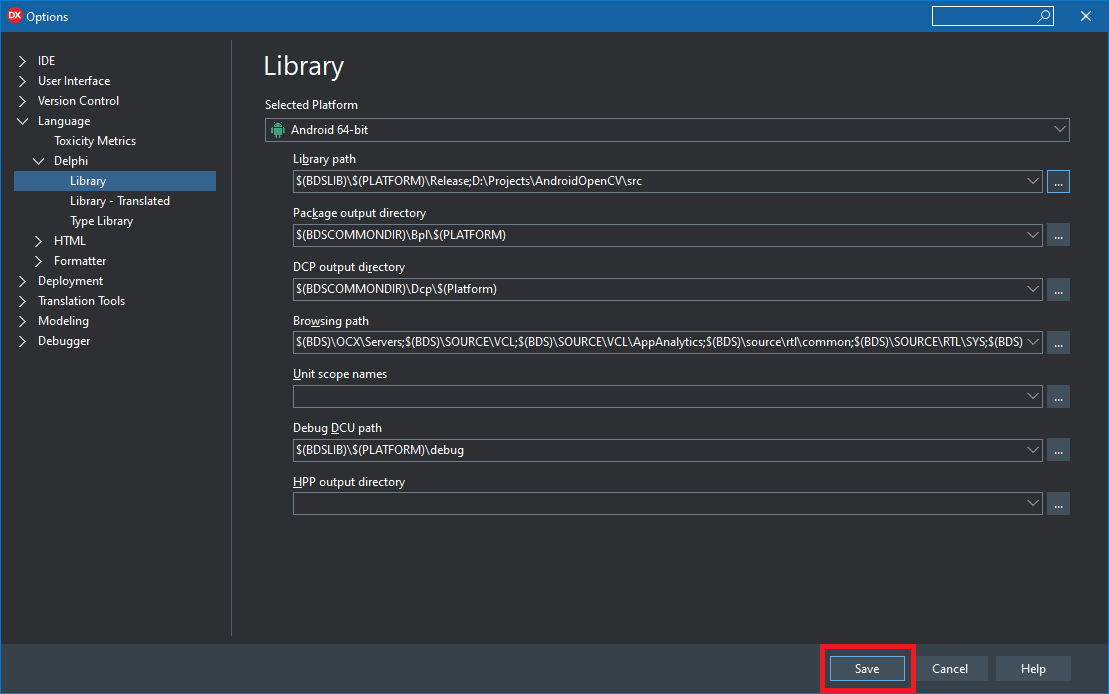 DX Options
IDE
User Interface
Version Control
Language
Toxicity Metrics
Delphi
Library
Library - Translated
Type Library
HTML
Formatter
Deployment
Translation Tools
Modeling
Debugger
Library
Selected Platform
Android 64-bit
Library path
$(BDSLIB)\$(PLATFORM)\Release;D:\Projects\AndroidOpenCV\src
...
Package output directory
$(BDSCOMMONDIR)\Bpl\$(PLATFORM)
...
DCP output directory
$(BDSCOMMONDIR)\Dcp\$(Platform)
...
Browsing path
$(BDS)\OCX\Servers;$(BDS)\SOURCE\VCL;$(BDS)\SOURCE\VCL\AppAnalytics;$(BDS)\source\rtl\common;$(BDS)\SOURCE\RTL\SYS;$(BDS)
...
Unit scope names
...
Debug DCU path
$(BDSLIB)\$(PLATFORM)\debug
...
HPP output directory
...
Save Cancel Help